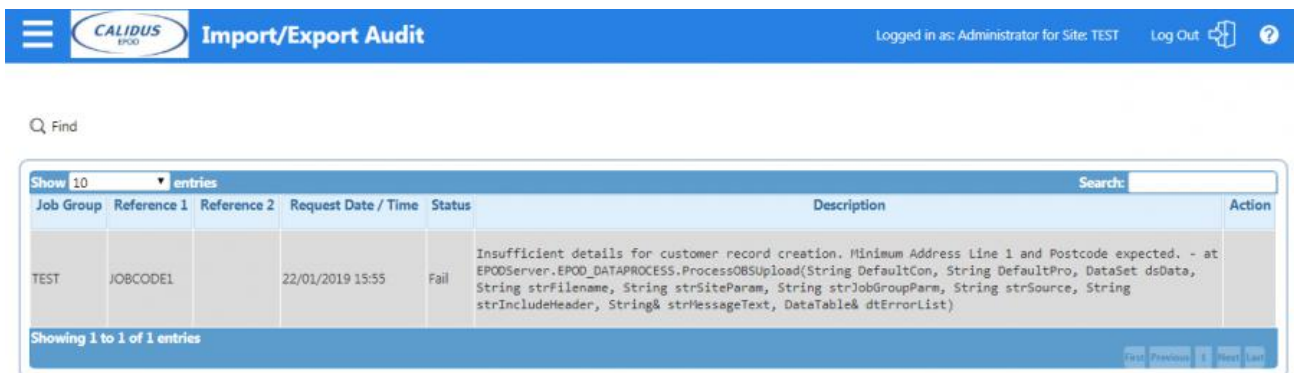 CALIDUS
EPOD
Import/Export Audit
Logged in as: Administrator for Site: TEST
Log Out
?
Find
Show 10 entries
Search:
Job Group Reference 1 Reference 2 Request Date / Time Status Description Action
TEST JOBCODE1 22/01/2019 15:55 Fail
Insufficient details for customer record creation. Minimum Address Line 1 and Postcode expected. - at
EPODServer.EPOD_DATAPROCESS.ProcessOBSUpload(String DefaultCon, String DefaultPro, DataSet dsData,
String strFilename, String strSiteParam, String strJobGroupParm, String strSource, String
strIncludeHeader, String& strMessageText, DataTable& dtErrorList)
Showing 1 to 1 of 1 entries
First Previous 1 Next Last